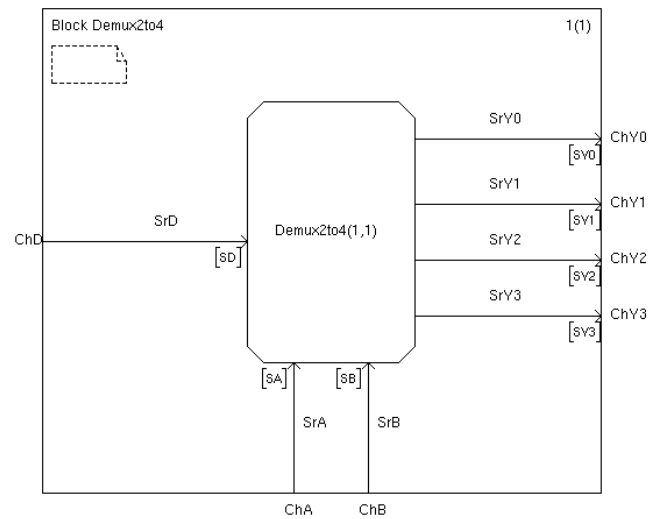 Block Demux2to4
1(1)
SrY0
ChY0
[SY0]
SrY1
ChY1
[SY1]
SrD
Demux2to4(1,1)
SrY2
ChY2
ChD
[SD]
[SY2]
SrY3
ChY3
[SY3]
[SA]
[SB]
SrA
SrB
ChA
ChB